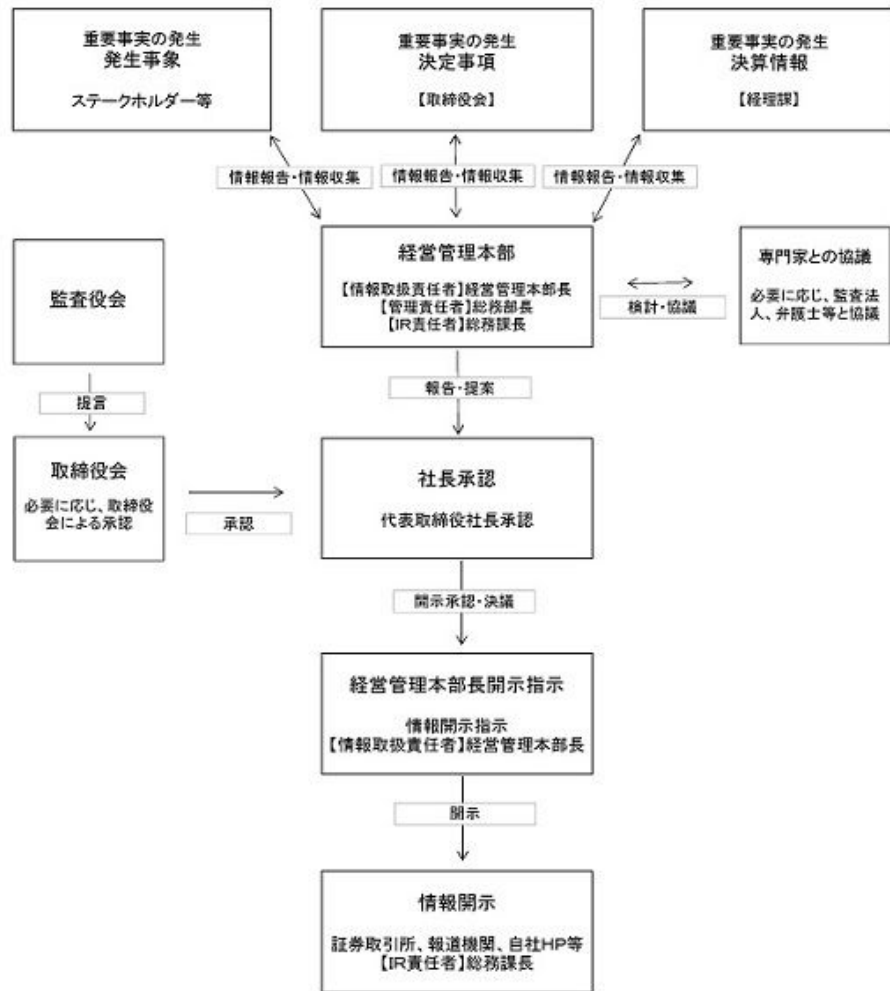 重要事実の発生
発生事象
ステークホルダー等
重要事実の発生
決定事項
【取締役会】
重要事実の発生
決算情報
【経理課】
情報報告・情報収集
情報報告・情報収集
情報報告・情報収集
監査役会
経営管理本部
【情報取扱責任者】経営管理本部長
【管理責任者】総務部長
【IR責任者】総務課長
検討・協議
専門家との協議
必要に応じ、監査法
人、弁護士等と協議
提言
報告・提案
取締役会
必要に応じ、取締役
会による承認
承認
社長承認
代表取締役社長承認
開示承認・決議
経営管理本部長開示指示
情報開示指示
【情報取扱責任者】経営管理本部長
開示
情報開示
証券取引所、報道機関、自社HP等
【IR責任者】総務課長